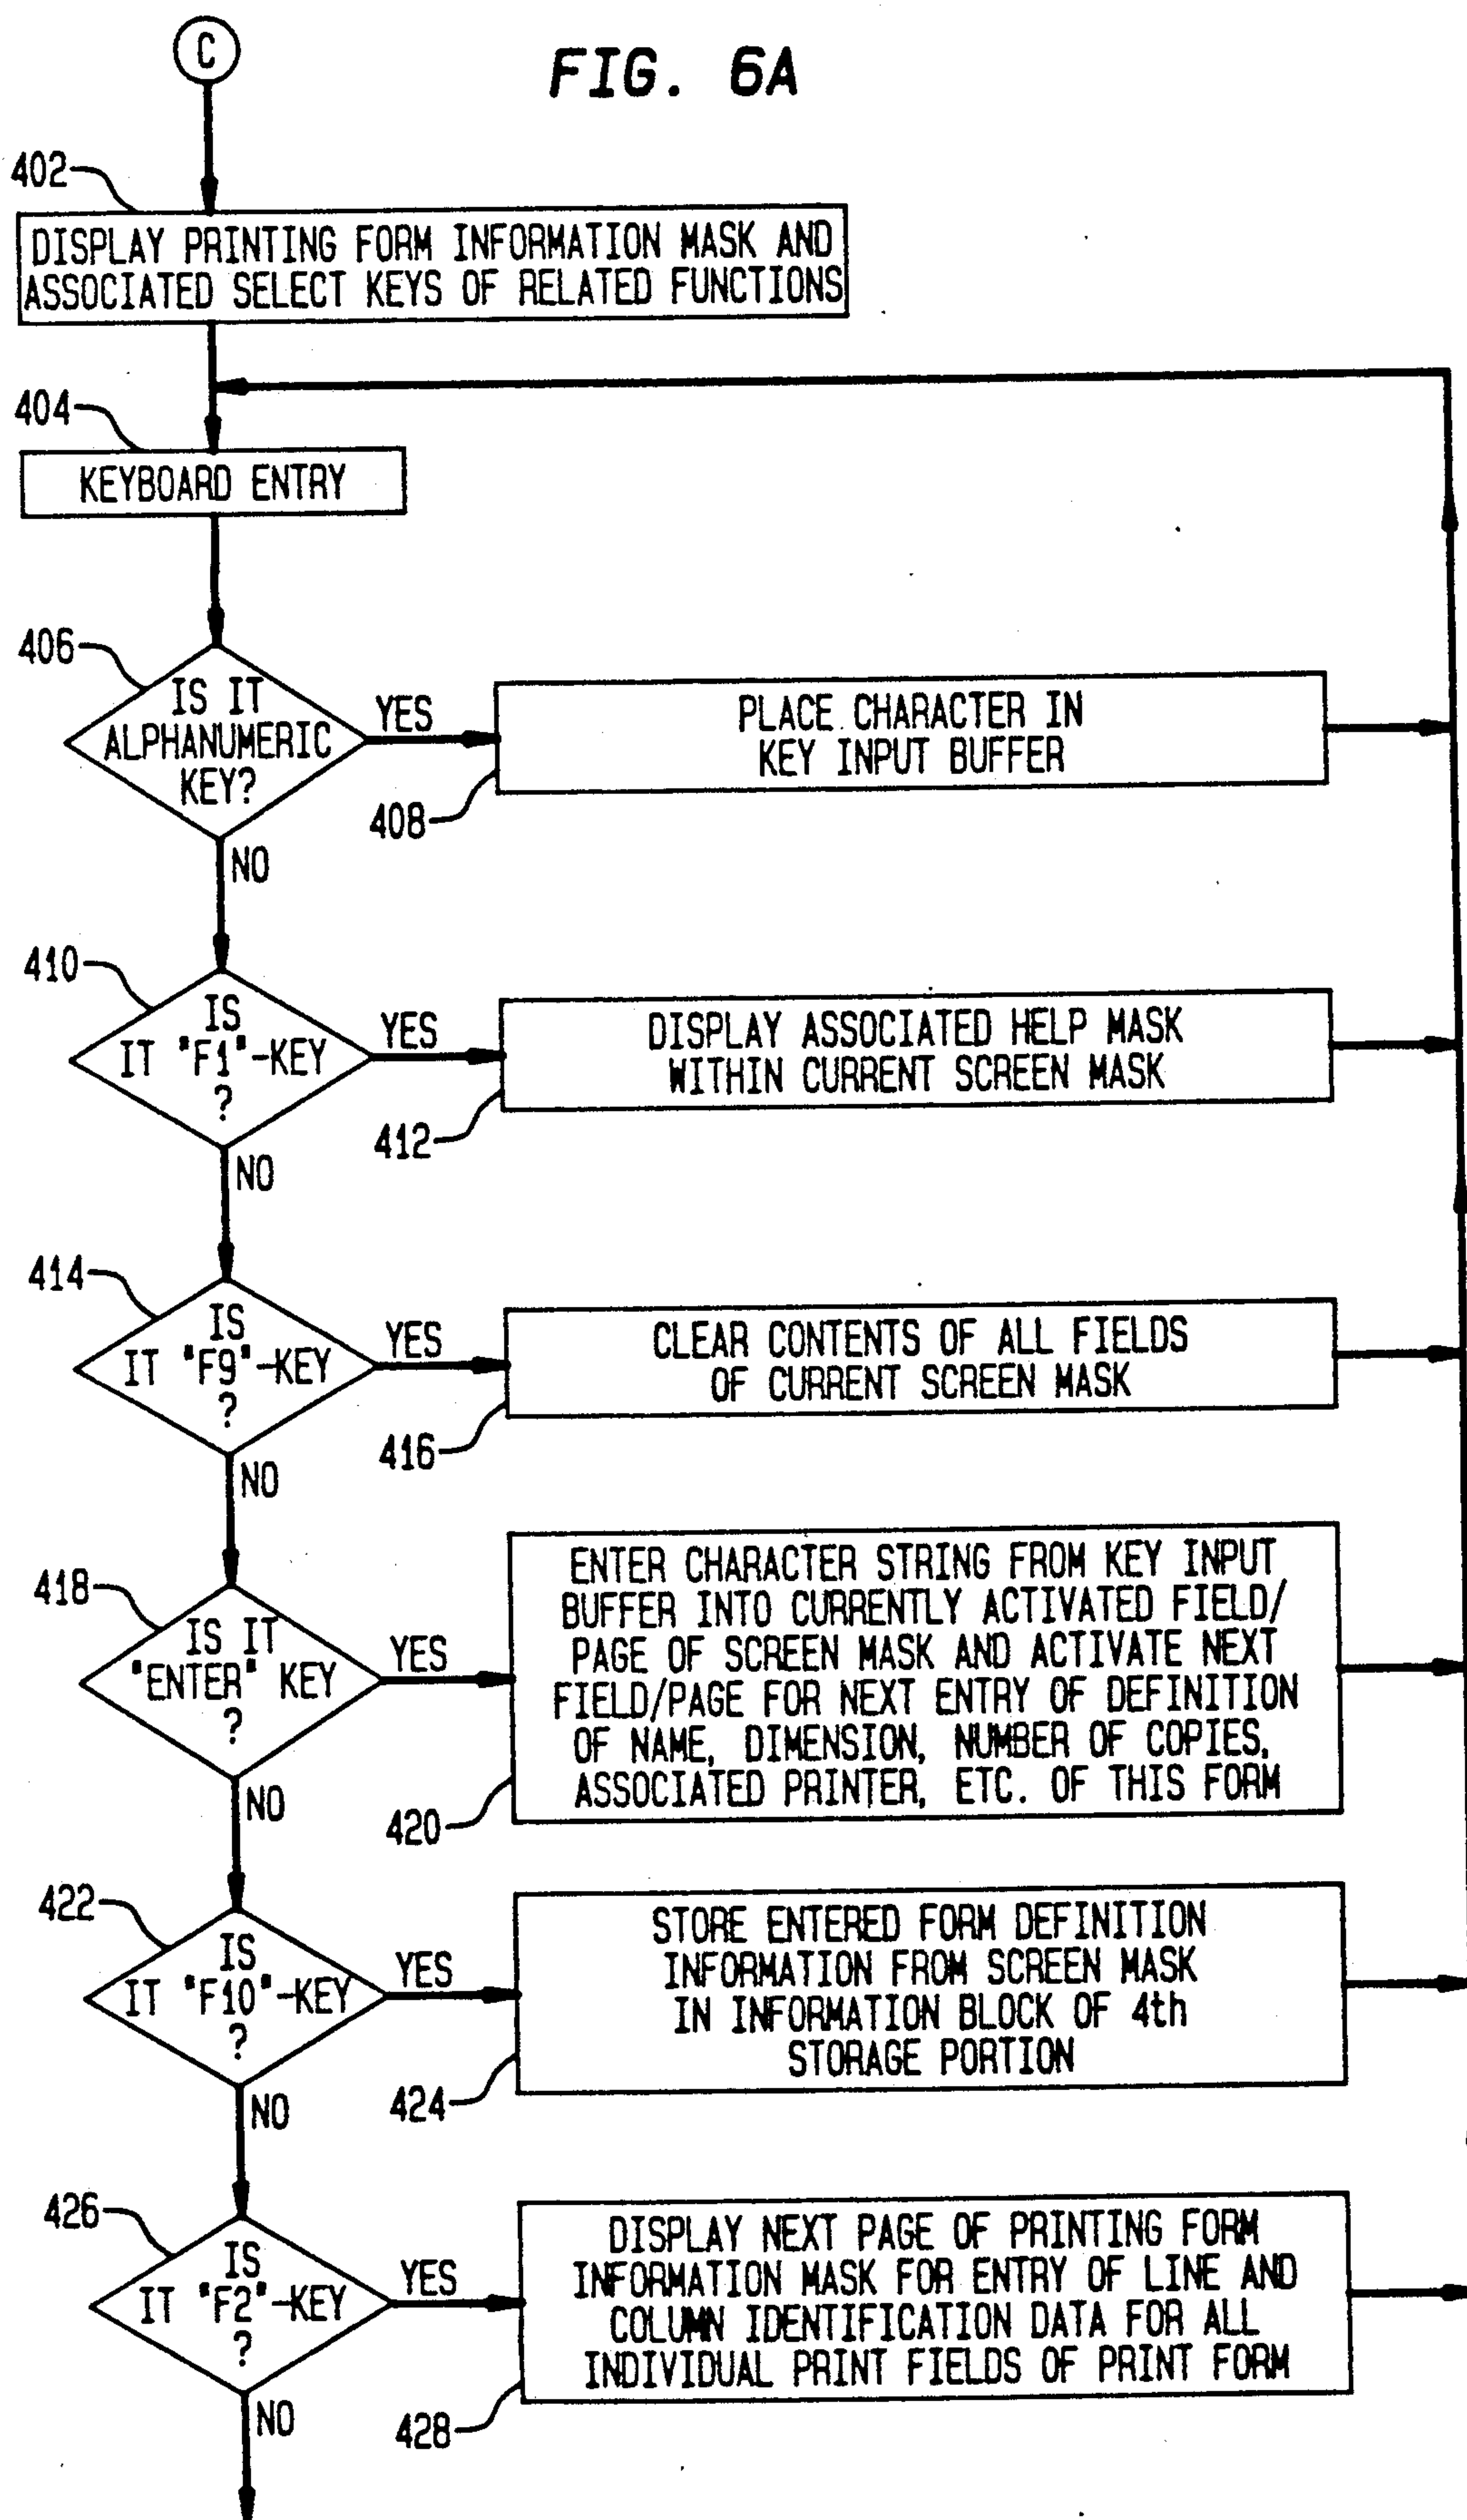 C
FIG. 6A
402
DISPLAY PRINTING FORM INFORMATION MASK AND
ASSOCIATED SELECT KEYS OF RELATED FUNCTIONS
404
KEYBOARD ENTRY
406
IS IT
ALPHANUMERIC
KEY?
YES
PLACE CHARACTER IN
KEY INPUT BUFFER
408
NO
410
IS
IT "F1"-KEY
?
YES
DISPLAY ASSOCIATED HELP MASK
WITHIN CURRENT SCREEN MASK
412
NO
414
IS
IT "F9"-KEY
?
YES
CLEAR CONTENTS OF ALL FIELDS
OF CURRENT SCREEN MASK
416
NO
418
IS IT
"ENTER" KEY
?
YES
ENTER CHARACTER STRING FROM KEY INPUT
BUFFER INTO CURRENTLY ACTIVATED FIELD/
PAGE OF SCREEN MASK AND ACTIVATE NEXT
FIELD/PAGE FOR NEXT ENTRY OF DEFINITION
OF NAME, DIMENSION, NUMBER OF COPIES,
ASSOCIATED PRINTER, ETC. OF THIS FORM
420
NO
422
IS
IT "F10"-KEY
?
YES
STORE ENTERED FORM DEFINITION
INFORMATION FROM SCREEN MASK
IN INFORMATION BLOCK OF 4th
STORAGE PORTION
424
NO
426
IS
IT "F2"-KEY
?
YES
DISPLAY NEXT PAGE OF PRINTING FORM
INFORMATION MASK FOR ENTRY OF LINE AND
COLUMN IDENTIFICATION DATA FOR ALL
INDIVIDUAL PRINT FIELDS OF PRINT FORM
428
NO